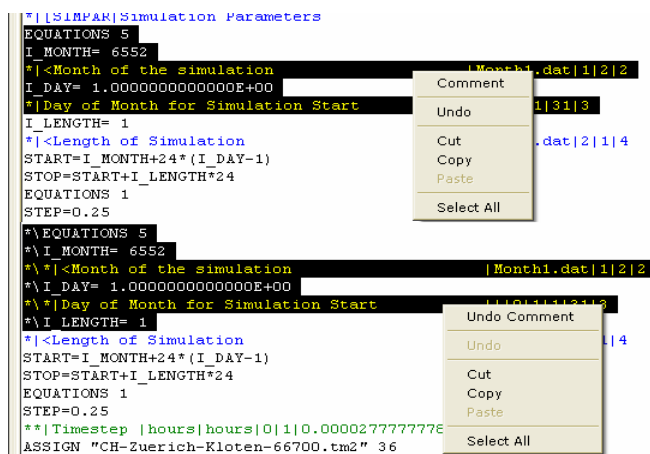 *|[SIMPAR]Simulation Parameters
EQUATIONS 5
I_MONTH= 6552
*|<Month of the simulation |Month1.dat|1|2|2
I_DAY= 1.0000000000000E+00
*|Day of Month for Simulation Start 1|31|3
I_LENGTH= 1
*|<Length of Simulation .dat|2|1|4
START=I_MONTH+24*(I_DAY-1)
STOP=START+I_LENGTH*24
EQUATIONS 1
STEP=0.25
Comment
Undo
Cut
Copy
Paste
Select All
*\EQUATIONS 5
*\I_MONTH= 6552
*\*|<Month of the simulation |Month1.dat|1|2|2
*\I_DAY= 1.0000000000000E+00
*\*|Day of Month for Simulation Start |||0|1|1|31|3
*\I_LENGTH= 1
*|<Length of Simulation 1|4
START=I_MONTH+24*(I_DAY-1)
STOP=START+I_LENGTH*24
EQUATIONS 1
STEP=0.25
**|Timestep |hours|hours|0|1|0.0000277777778
ASSIGN "CH-Zuerich-Kloten-66700.tm2" 36
Undo Comment
Undo
Cut
Copy
Paste
Select All